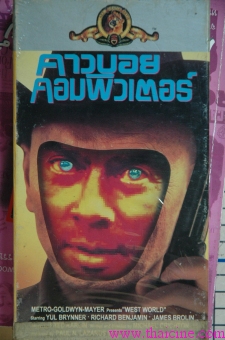 คาวบอย
คอมพิวเตอร์
METRO-GOLDWYN-MAYER Presents "WEST WORLD"
Starring YUL BRYNNER · RICHARD BENJAMIN · JAMES BROLIN
http://www.thaicine.com